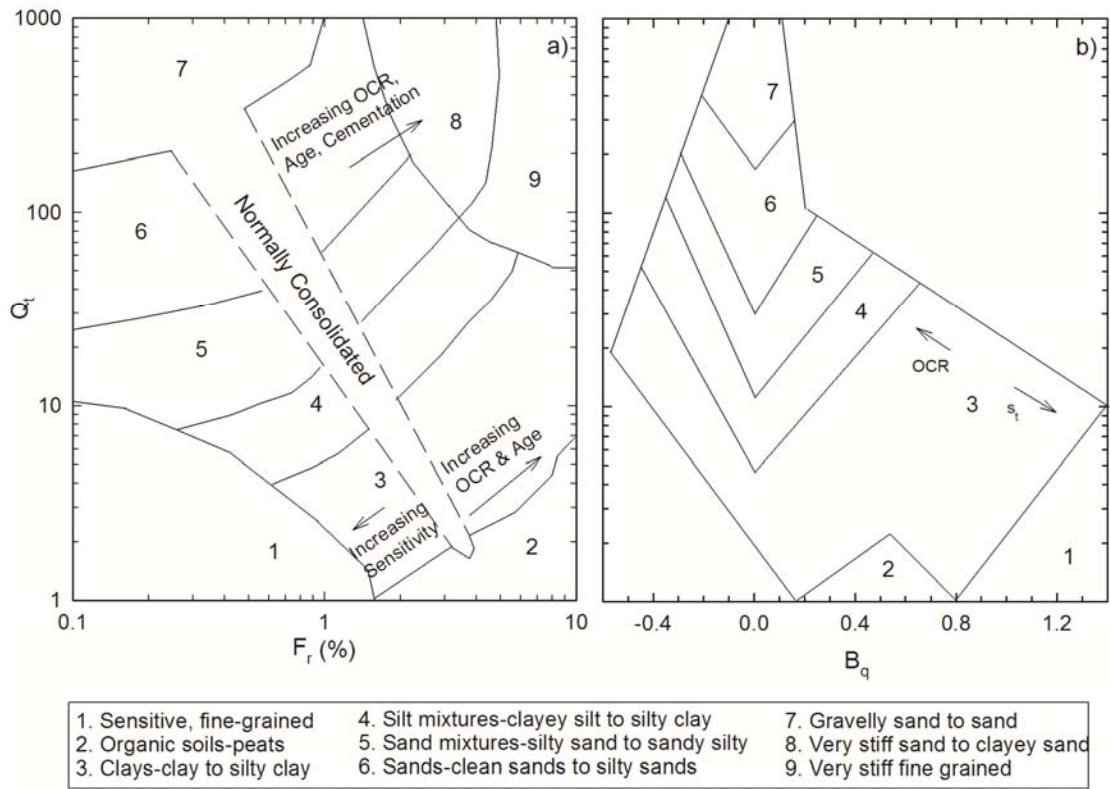 1000
100
10
1
Q_t
0.1
1
10
F_r (%)
a)
7
8
9
6
5
4
3
1
2
Increasing OCR,
Age, Cementation
Normally Consolidated
Increasing
OCR & Age
Increasing
Sensitivity
b)
7
6
5
4
3
2
1
OCR
s_t
-0.4
0.0
0.4
0.8
1.2
B_q
1. Sensitive, fine-grained
2. Organic soils-peats
3. Clays-clay to silty clay
4. Silt mixtures-clayey silt to silty clay
5. Sand mixtures-silty sand to sandy silty
6. Sands-clean sands to silty sands
7. Gravelly sand to sand
8. Very stiff sand to clayey sand
9. Very stiff fine grained